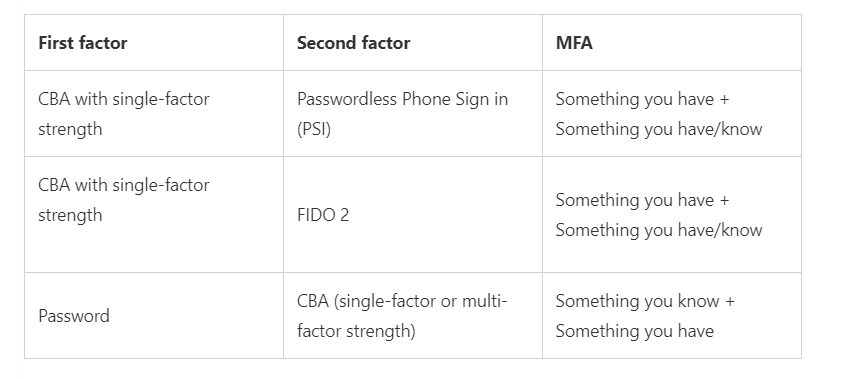 First factor
Second factor
MFA
CBA with single-factor
strength
Passwordless Phone Sign in
(PSI)
Something you have +
Something you have/know
CBA with single-factor
strength
FIDO 2
Something you have +
Something you have/know
Password
CBA (single-factor or multi-
factor strength)
Something you know +
Something you have